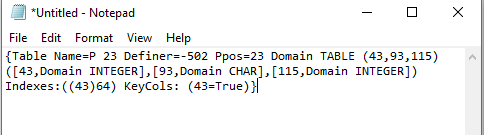 *Untitled - Notepad
File Edit Format View Help
{Table Name=P 23 Definer=-502 Ppos=23 Domain TABLE (43,93,115)
([43,Domain INTEGER],[93,Domain CHAR],[115,Domain INTEGER])
Indexes:((43)64) KeyCols: (43=True)}